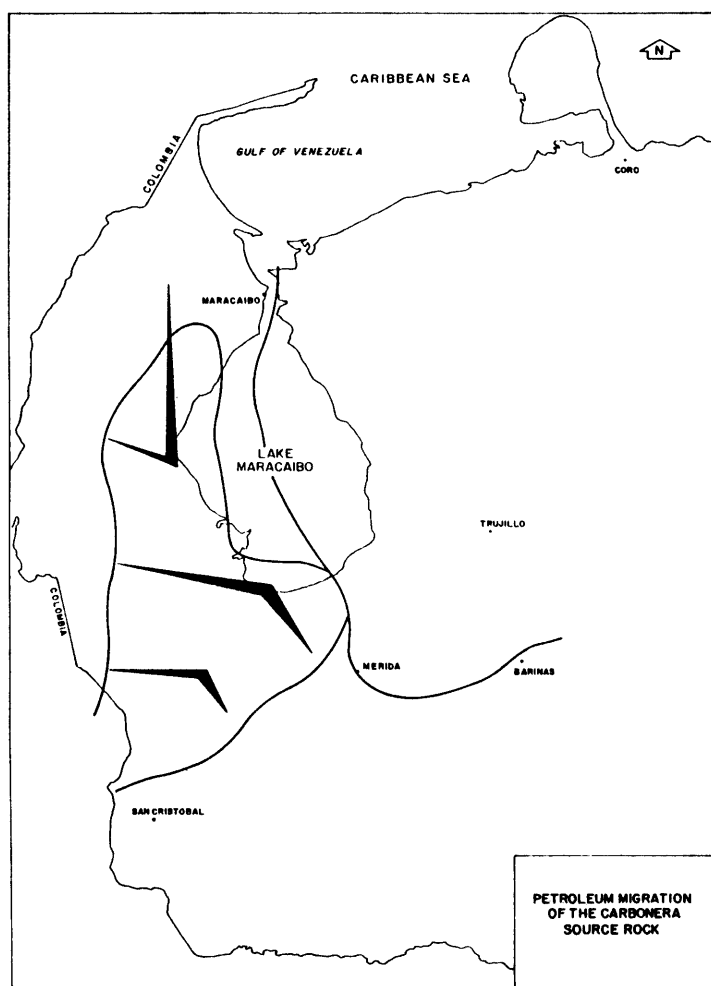 N
CARIBBEAN SEA
GULF OF VENEZUELA
COLOMBIA
CORO
MARACAIBO
LAKE
MARACAIBO
TRUJILLO
COLOMBIA
MERIDA
BARINAS
SAN CRISTOBAL
PETROLEUM MIGRATION
OF THE CARBONERA
SOURCE ROCK